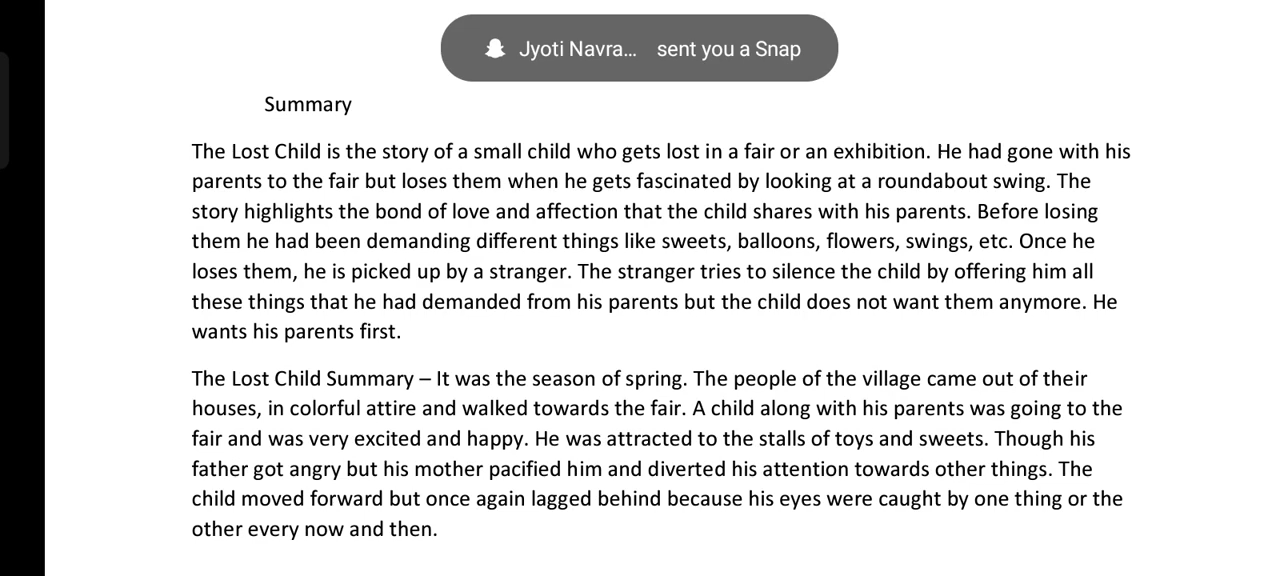 Jyoti Navra... sent you a Snap
Summary
The Lost Child is the story of a small child who gets lost in a fair or an exhibition. He had gone with his
parents to the fair but loses them when he gets fascinated by looking at a roundabout swing. The
story highlights the bond of love and affection that the child shares with his parents. Before losing
them he had been demanding different things like sweets, balloons, flowers, swings, etc. Once he
loses them, he is picked up by a stranger. The stranger tries to silence the child by offering him all
these things that he had demanded from his parents but the child does not want them anymore. He
wants his parents first.
The Lost Child Summary – It was the season of spring. The people of the village came out of their
houses, in colorful attire and walked towards the fair. A child along with his parents was going to the
fair and was very excited and happy. He was attracted to the stalls of toys and sweets. Though his
father got angry but his mother pacified him and diverted his attention towards other things. The
child moved forward but once again lagged behind because his eyes were caught by one thing or the
other every now and then.